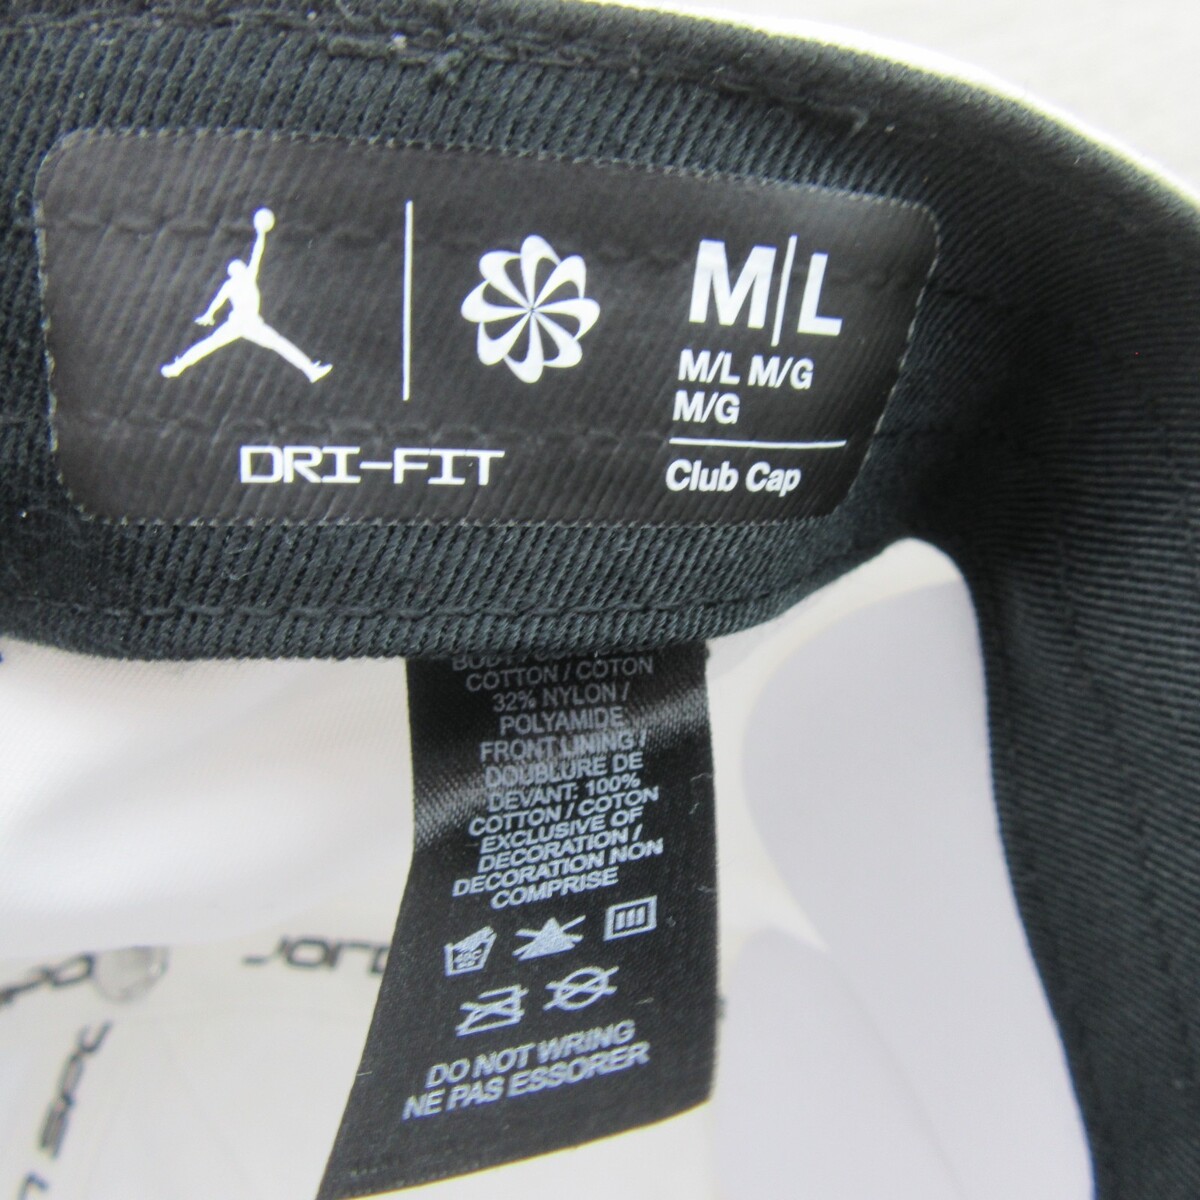 M|L
M/L M/G
M/G
Club Cap
DRI-FIT
COTTON / COTON
32% NYLON /
POLYAMIDE
FRONT LINING /
DOUBLURE DE
DEVANT: 100%
COTTON / COTON
EXCLUSIVE OF
DECORATION /
DECORATION NON
COMPRISE
DO NOT WRING
NE PAS ESSORER